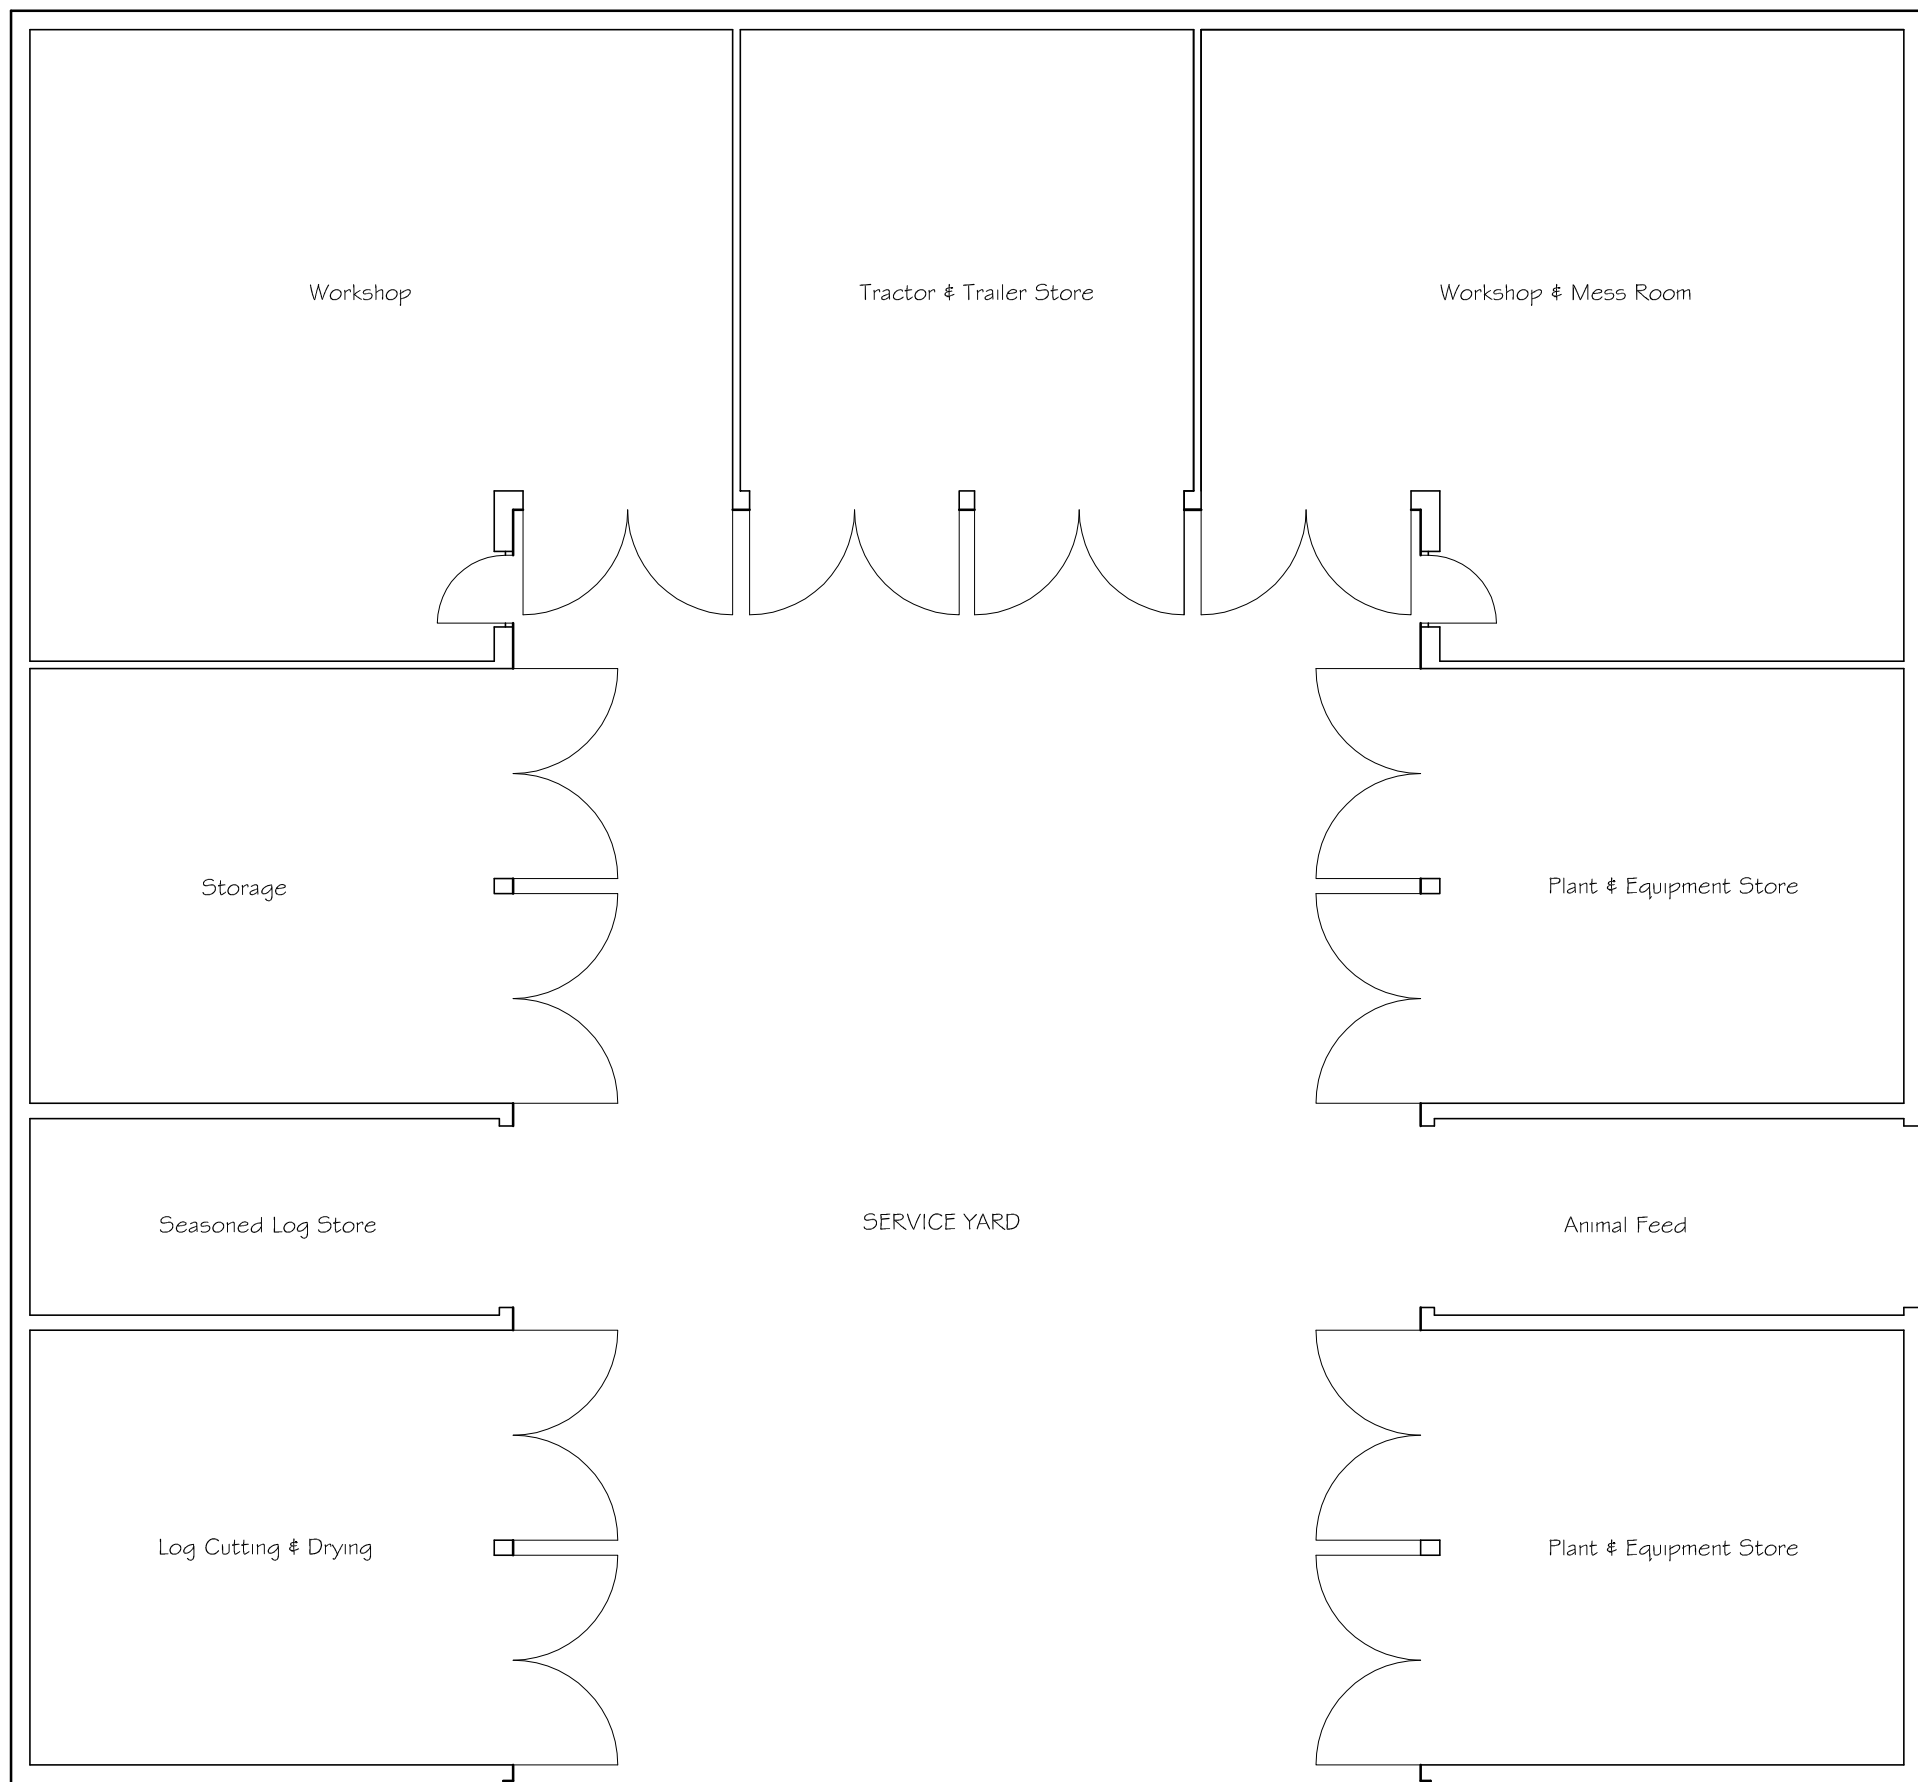 Workshop
Tractor & Trailer Store
Workshop & Mess Room
Storage
Plant & Equipment Store
Seasoned Log Store
SERVICE YARD
Animal Feed
Log Cutting & Drying
Plant & Equipment Store